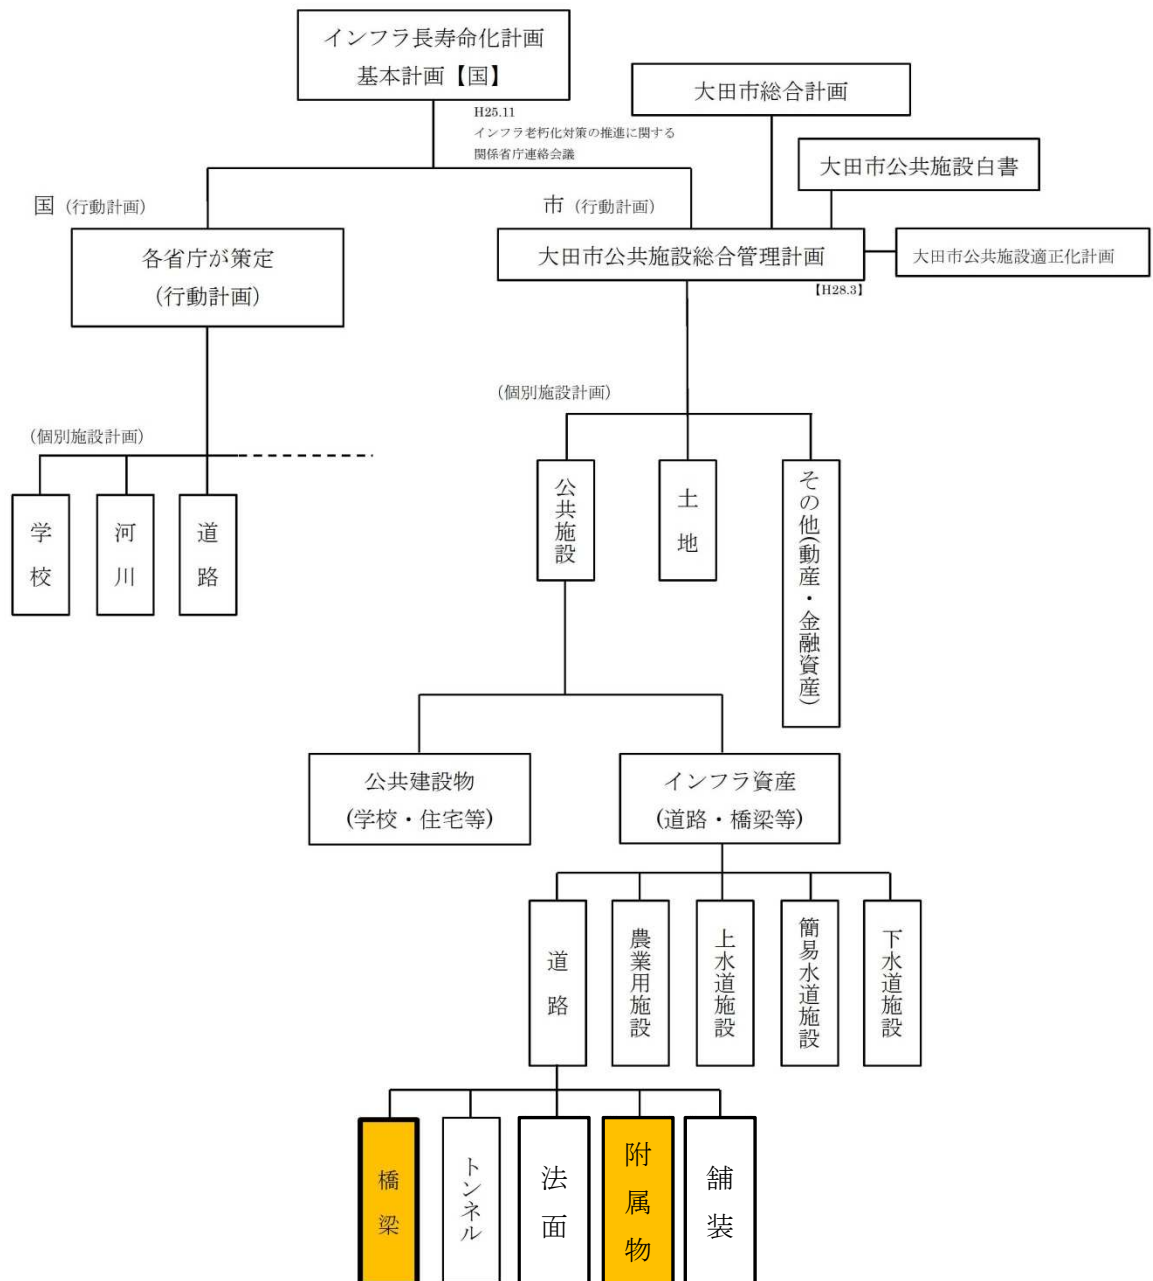 インフラ長寿命化計画
基本計画【国】
大田市総合計画
H25.11
インフラ老朽化対策の推進に関する
関係省庁連絡会議
大田市公共施設白書
国 (行動計画)
市 (行動計画)
各省庁が策定
(行動計画)
大田市公共施設総合管理計画
大田市公共施設適正化計画
【H28.3】
(個別施設計画)
(個別施設計画)
学校
河川
道路
公共施設
土地
その他(動産・金融資産)
公共建設物
(学校・住宅等)
インフラ資産
(道路・橋梁等)
道路
農業用施設
上水道施設
簡易水道施設
下水道施設
橋梁
トンネル
法面
附属物
舗装